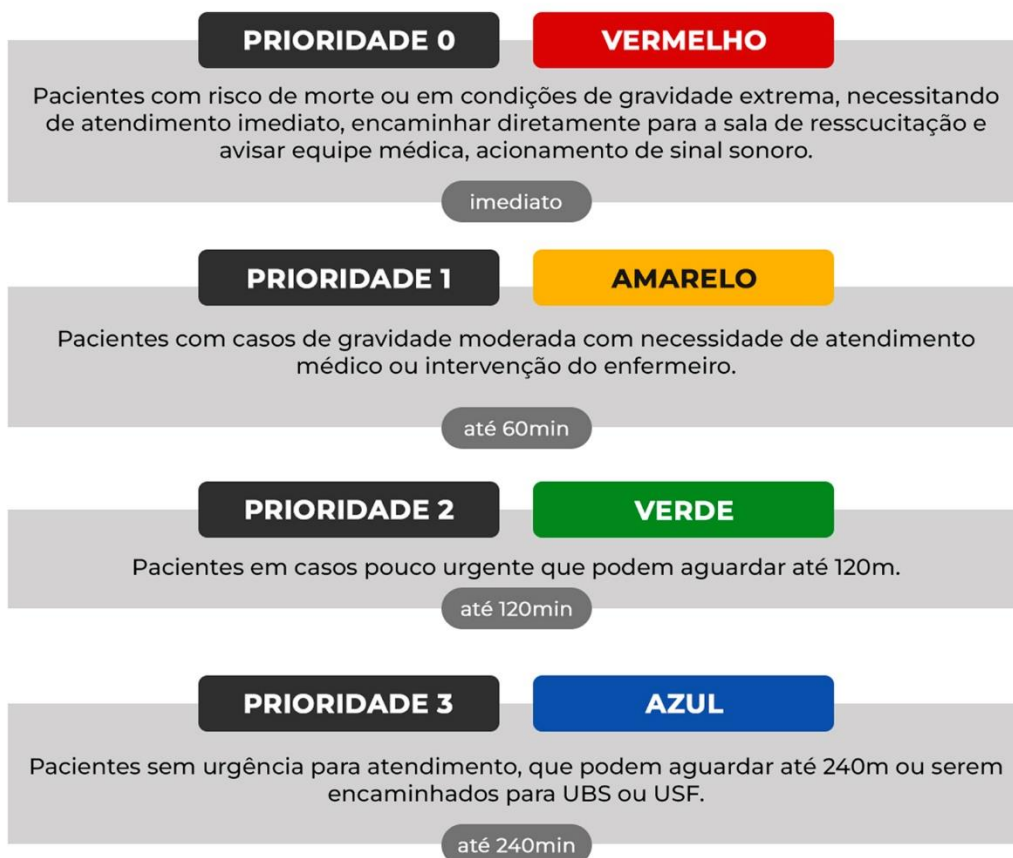 PRIORIDADE 0 VERMELHO
Pacientes com risco de morte ou em condições de gravidade extrema, necessitando
de atendimento imediato, encaminhar diretamente para a sala de resscucitação e
avisar equipe médica, acionamento de sinal sonoro.
imediato
PRIORIDADE 1 AMARELO
Pacientes com casos de gravidade moderada com necessidade de atendimento
médico ou intervenção do enfermeiro.
até 60min
PRIORIDADE 2 VERDE
Pacientes em casos pouco urgente que podem aguardar até 120m.
até 120min
PRIORIDADE 3 AZUL
Pacientes sem urgência para atendimento, que podem aguardar até 240m ou serem
encaminhados para UBS ou USF.
até 240min